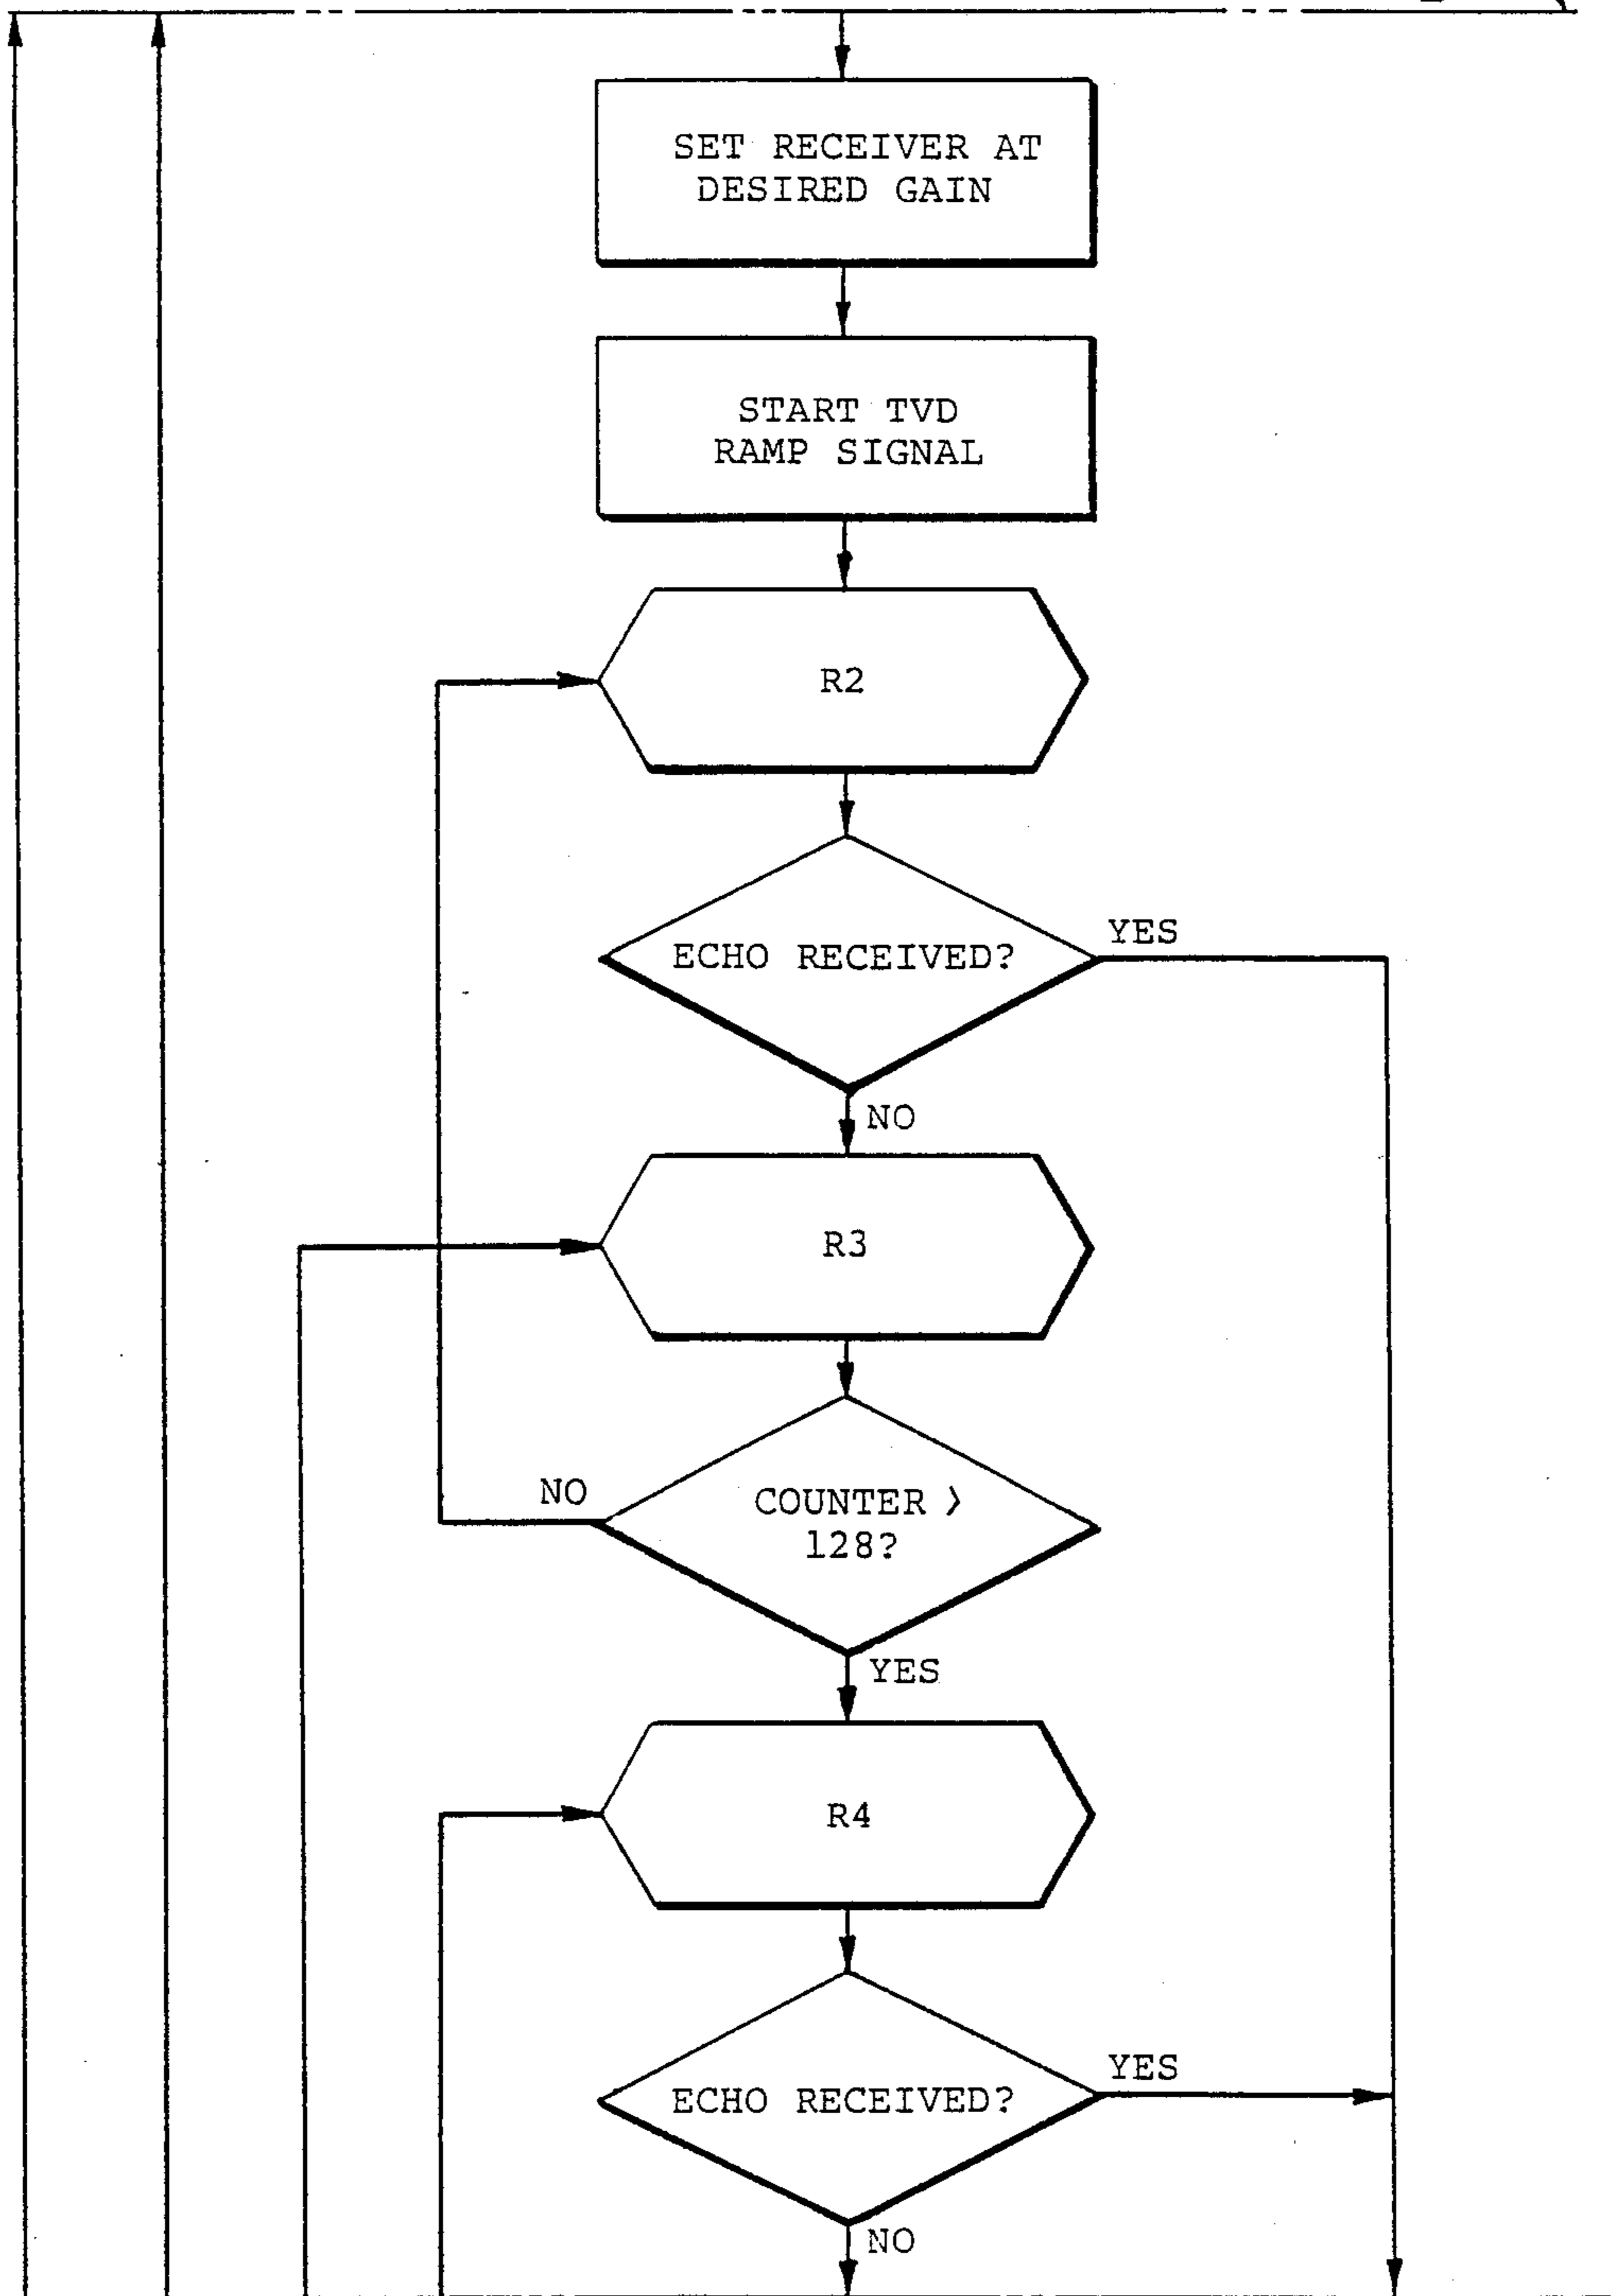 SET RECEIVER AT
DESIRED GAIN
START TVD
RAMP SIGNAL
R2
ECHO RECEIVED?
YES
NO
R3
NO
COUNTER >
128?
YES
R4
ECHO RECEIVED?
YES
NO